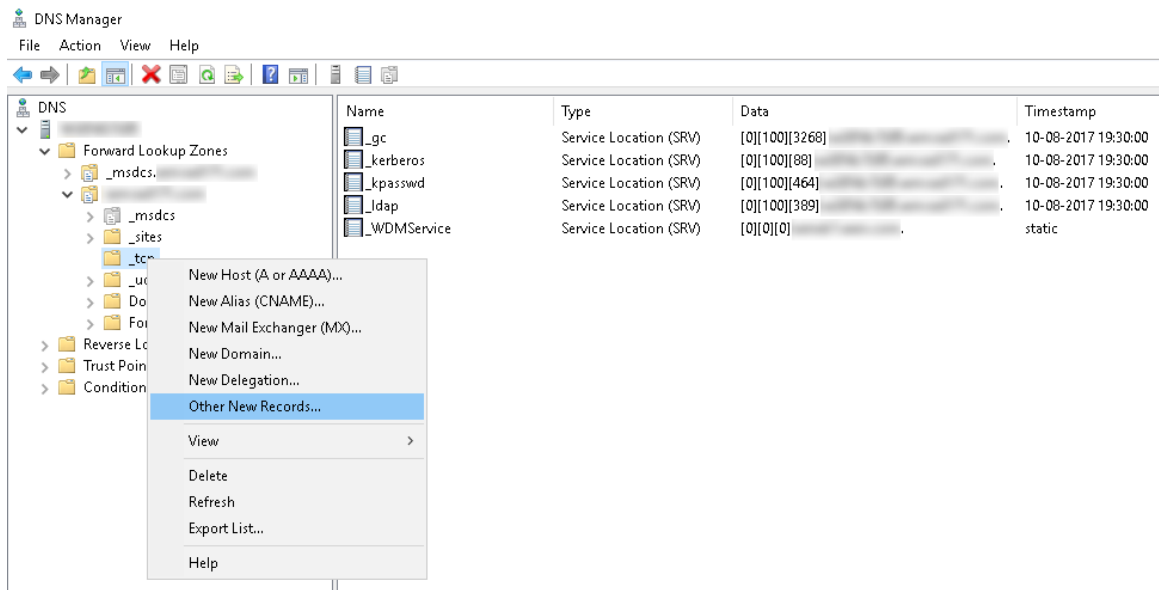 DNS Manager
File Action View Help
DNS
Forward Lookup Zones
_msdcs.
_msdcs
_sites
_tcp
_ud
Do
For
Reverse Lo
Trust Poin
Condition
New Host (A or AAAA)...
New Alias (CNAME)...
New Mail Exchanger (MX)...
New Domain...
New Delegation...
Other New Records...
View
Delete
Refresh
Export List...
Help
Name Type Data Timestamp
_gc Service Location (SRV) [0][100][3268] . 10-08-2017 19:30:00
_kerberos Service Location (SRV) [0][100][88] . 10-08-2017 19:30:00
_kpasswd Service Location (SRV) [0][100][464] . 10-08-2017 19:30:00
_ldap Service Location (SRV) [0][100][389] . 10-08-2017 19:30:00
_WDMService Service Location (SRV) [0][0][0] . static